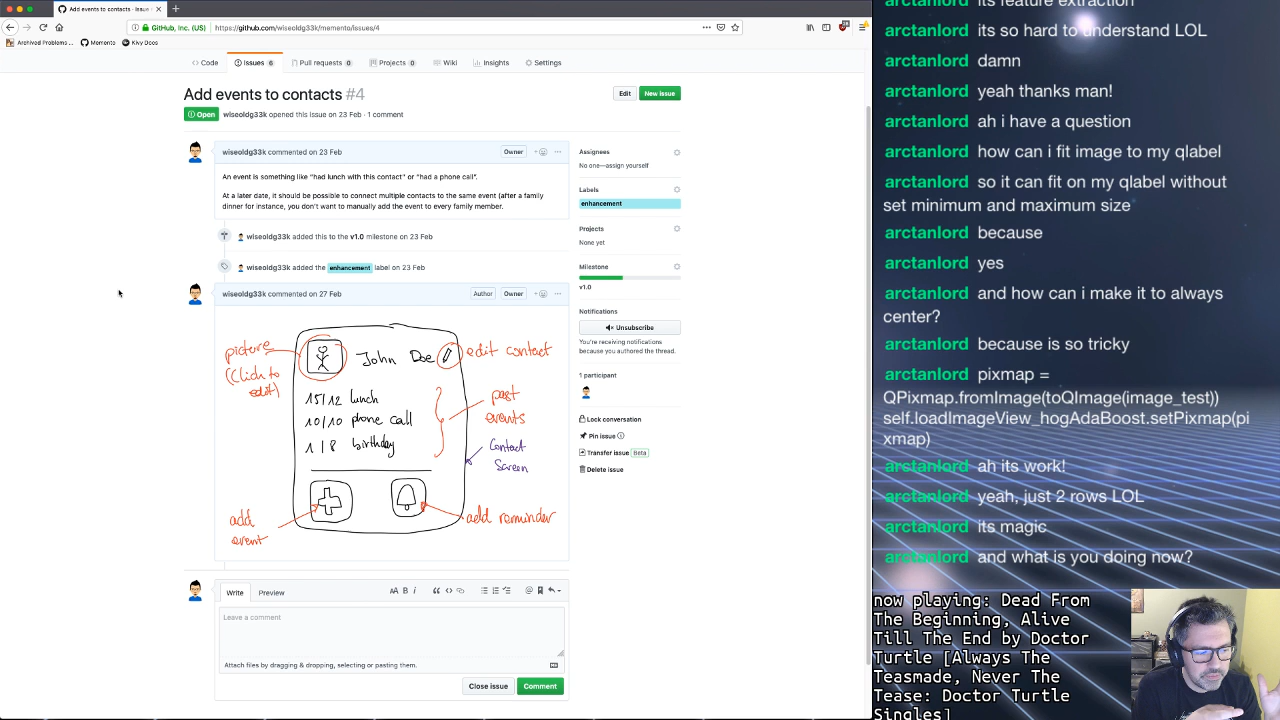 Add events to contacts · Issue
GitHub, Inc. (US)
https://github.com/wiseoldg33k/memento/issues/4
Archived Problems ...
Memento
Kivy Docs
Code
Issues 6
Pull requests 0
Projects 0
Wiki
Insights
Settings
Add events to contacts #4
Edit
New issue
Open
wiseoldg33k opened this issue on 23 Feb · 1 comment
wiseoldg33k commented on 23 Feb
Owner
An event is something like "had lunch with this contact" or "had a phone call".
At a later date, it should be possible to connect multiple contacts to the same event (after a family
dinner for instance, you don't want to manually add the event to every family member.
wiseoldg33k added this to the v1.0 milestone on 23 Feb
wiseoldg33k added the enhancement label on 23 Feb
wiseoldg33k commented on 27 Feb
Author
Owner
picture
(Click to
edit)
John Doe
edit contact
15/12 lunch
10/10 phone call
1/8 birthday
past
events
Contact
Screen
add
event
add reminder
Write
Preview
AA B i
Leave a comment
Attach files by dragging & dropping, selecting or pasting them.
Close issue
Comment
Assignees
No one—assign yourself
Labels
enhancement
Projects
None yet
Milestone
v1.0
Notifications
Unsubscribe
You're receiving notifications
because you authored the thread.
1 participant
Lock conversation
Pin issue
Transfer issue Beta
Delete issue
arctanlord its feature extraction
arctanlord its so hard to understand LOL
arctanlord damn
arctanlord yeah thanks man!
arctanlord ah i have a question
arctanlord how can i fit image to my qlabel
arctanlord so it can fit on my qlabel without
set minimum and maximum size
arctanlord because
arctanlord yes
arctanlord and how can i make it to always
center?
arctanlord because its so tricky
arctanlord pixmap =
QPixmap.fromImage(toQImage(image_test))
self.loadImageView_imgAdaBoost.setPixmap(pi
xmap)
arctanlord ah its work!
arctanlord yeah, just 2 rows LOL
arctanlord its magic
arctanlord and what is you doing now?
now playing: Dead From
The Beginning, Alive
Till The End by Doctor
Turtle [Always The
Teasmade, Never The
Tease: Doctor Turtle
Singles]